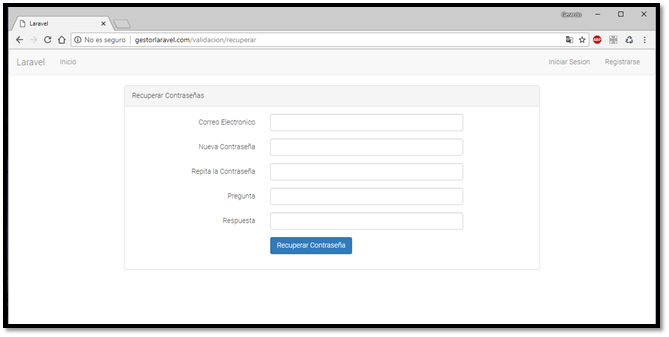 Gerardo
Laravel
No es seguro | gestorlaravel.com/validacion/recuperar
Laravel Inicio Iniciar Sesion Registrarse
Recuperar Contraseñas
Correo Electronico
Nueva Contraseña
Repita la Contraseña
Pregunta
Respuesta
Recuperar Contraseña